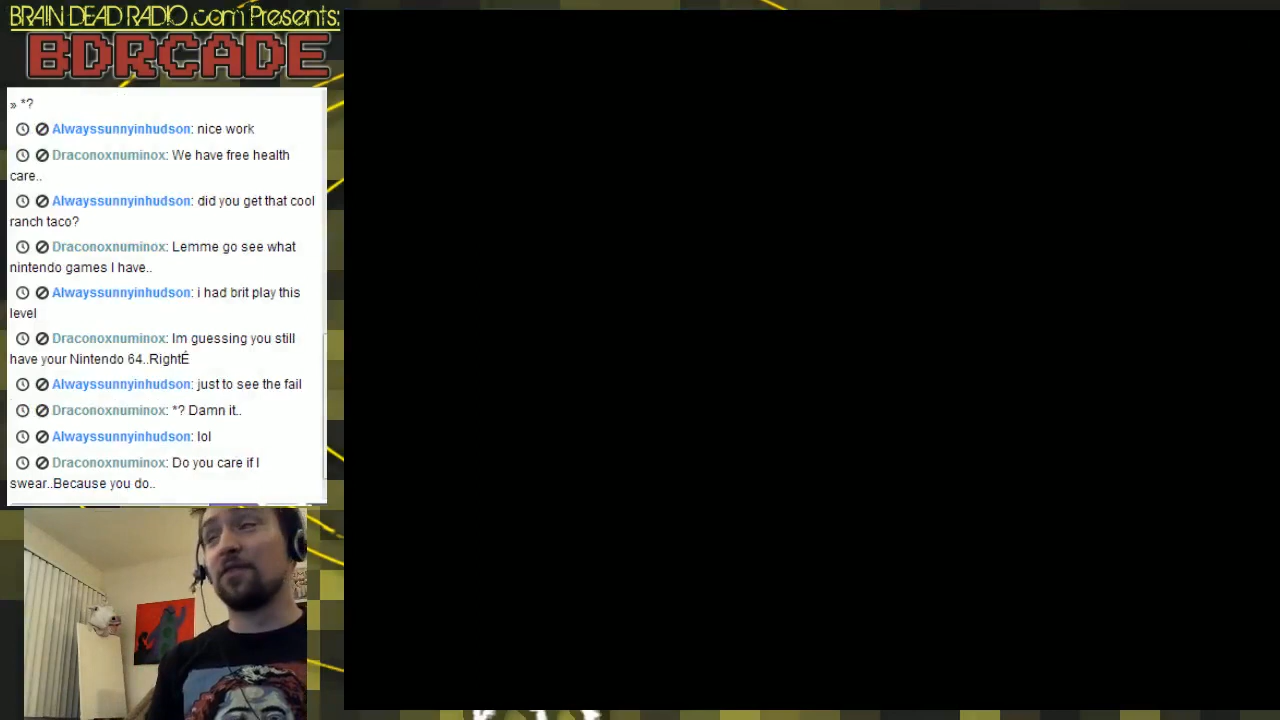 BRAIN DEAD RADIO.com Presents:
BDRCADE
» *?
Alwayssunnyinhudson: nice work
Draconoxnuminox: We have free health
care..
Alwayssunnyinhudson: did you get that cool
ranch taco?
Draconoxnuminox: Lemme go see what
nintendo games I have..
Alwayssunnyinhudson: i had brit play this
level
Draconoxnuminox: Im guessing you still
have your Nintendo 64..RightÉ
Alwayssunnyinhudson: just to see the fail
Draconoxnuminox: *? Damn it..
Alwayssunnyinhudson: lol
Draconoxnuminox: Do you care if I
swear..Because you do..